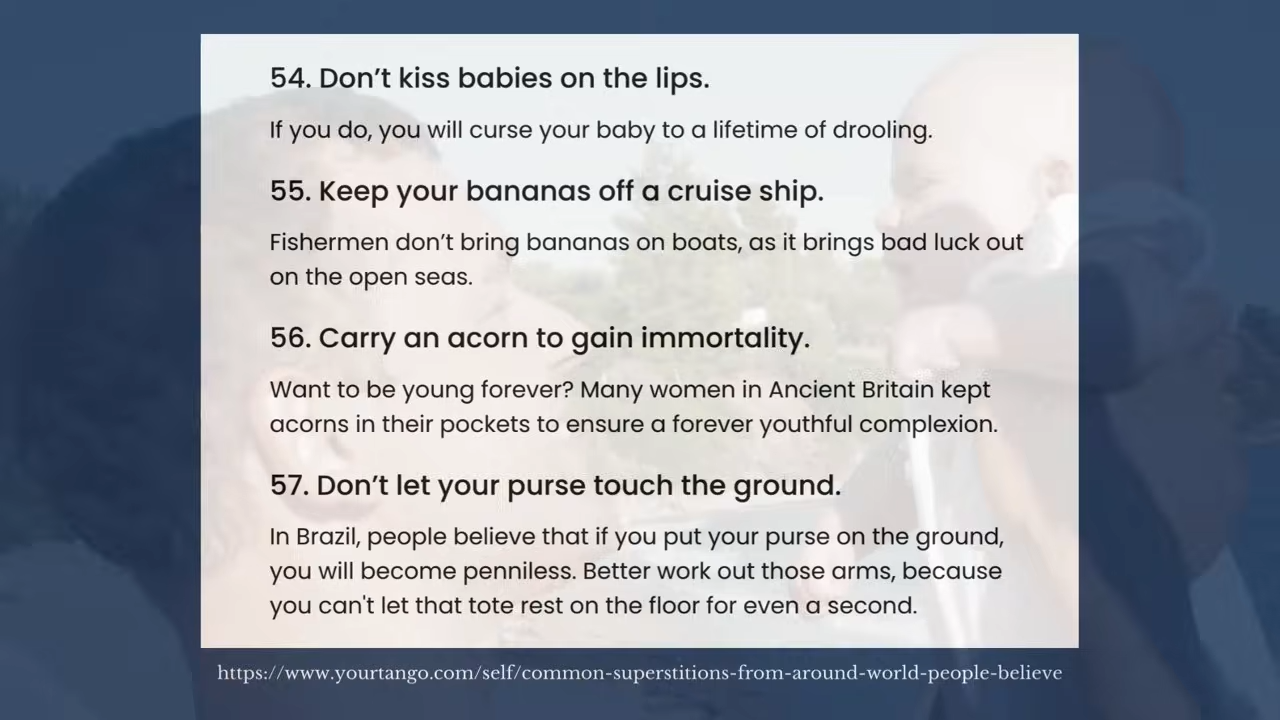 54. Don’t kiss babies on the lips.
If you do, you will curse your baby to a lifetime of drooling.
55. Keep your bananas off a cruise ship.
Fishermen don’t bring bananas on boats, as it brings bad luck out
on the open seas.
56. Carry an acorn to gain immortality.
Want to be young forever? Many women in Ancient Britain kept
acorns in their pockets to ensure a forever youthful complexion.
57. Don’t let your purse touch the ground.
In Brazil, people believe that if you put your purse on the ground,
you will become penniless. Better work out those arms, because
you can't let that tote rest on the floor for even a second.
https://www.yourtango.com/self/common-superstitions-from-around-world-people-believe